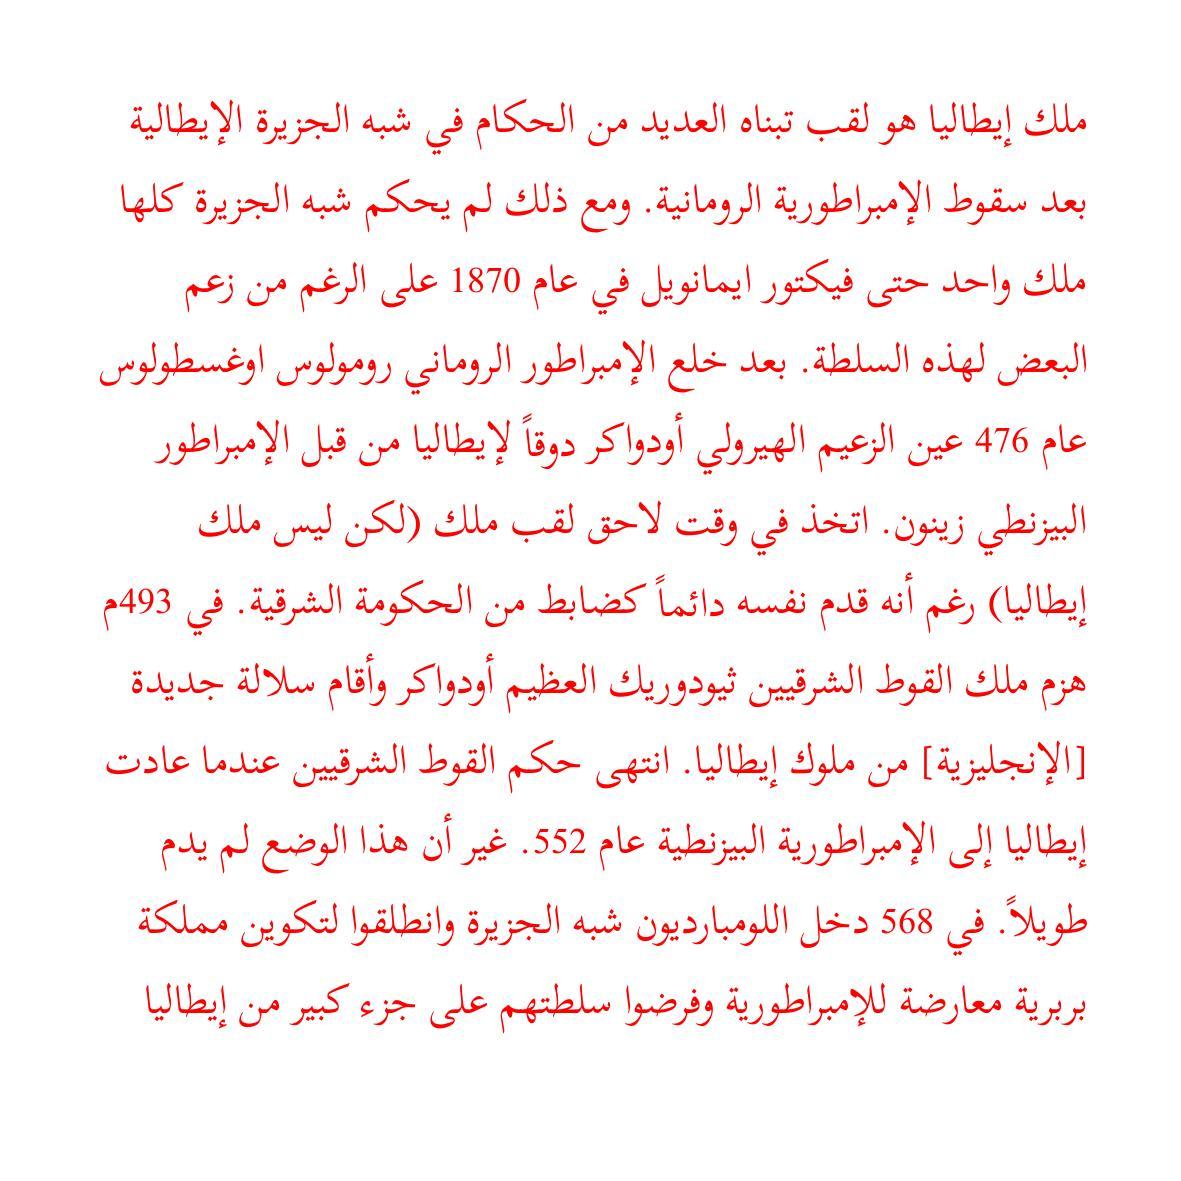 ملك إيطاليا هو لقب تبناه العديد من الحكام في شبه الجزيرة الإيطالية
بعد سقوط الإمبراطورية الرومانية. ومع ذلك لم يحكم شبه الجزيرة كلها
ملك واحد حتى فيكتور ايمانويل في عام 1870 على الرغم من زعم
البعض لهذه السلطة. بعد خلع الإمبراطور الروماني رومولوس اوغسطولوس
عام 476 عين الزعيم الهيرولي أودواكر دوقاً لإيطاليا من قبل الإمبراطور
البيزنطي زينون. اتخذ في وقت لاحق لقب ملك (لكن ليس ملك
إيطاليا) رغم أنه قدم نفسه دائماً كضابط من الحكومة الشرقية. في 493م
هزم ملك القوط الشرقيين ثيودوريك العظيم أودواكر وأقام سلالة جديدة
[الإنجليزية] من ملوك إيطاليا. انتهى حكم القوط الشرقيين عندما عادت
إيطاليا إلى الإمبراطورية البيزنطية عام 552. غير أن هذا الوضع لم يدم
طويلاً. في 568 دخل اللومبارديون شبه الجزيرة وانطلقوا لتكوين مملكة
بربرية معارضة للإمبراطورية وفرضوا سلطتهم على جزء كبير من إيطاليا